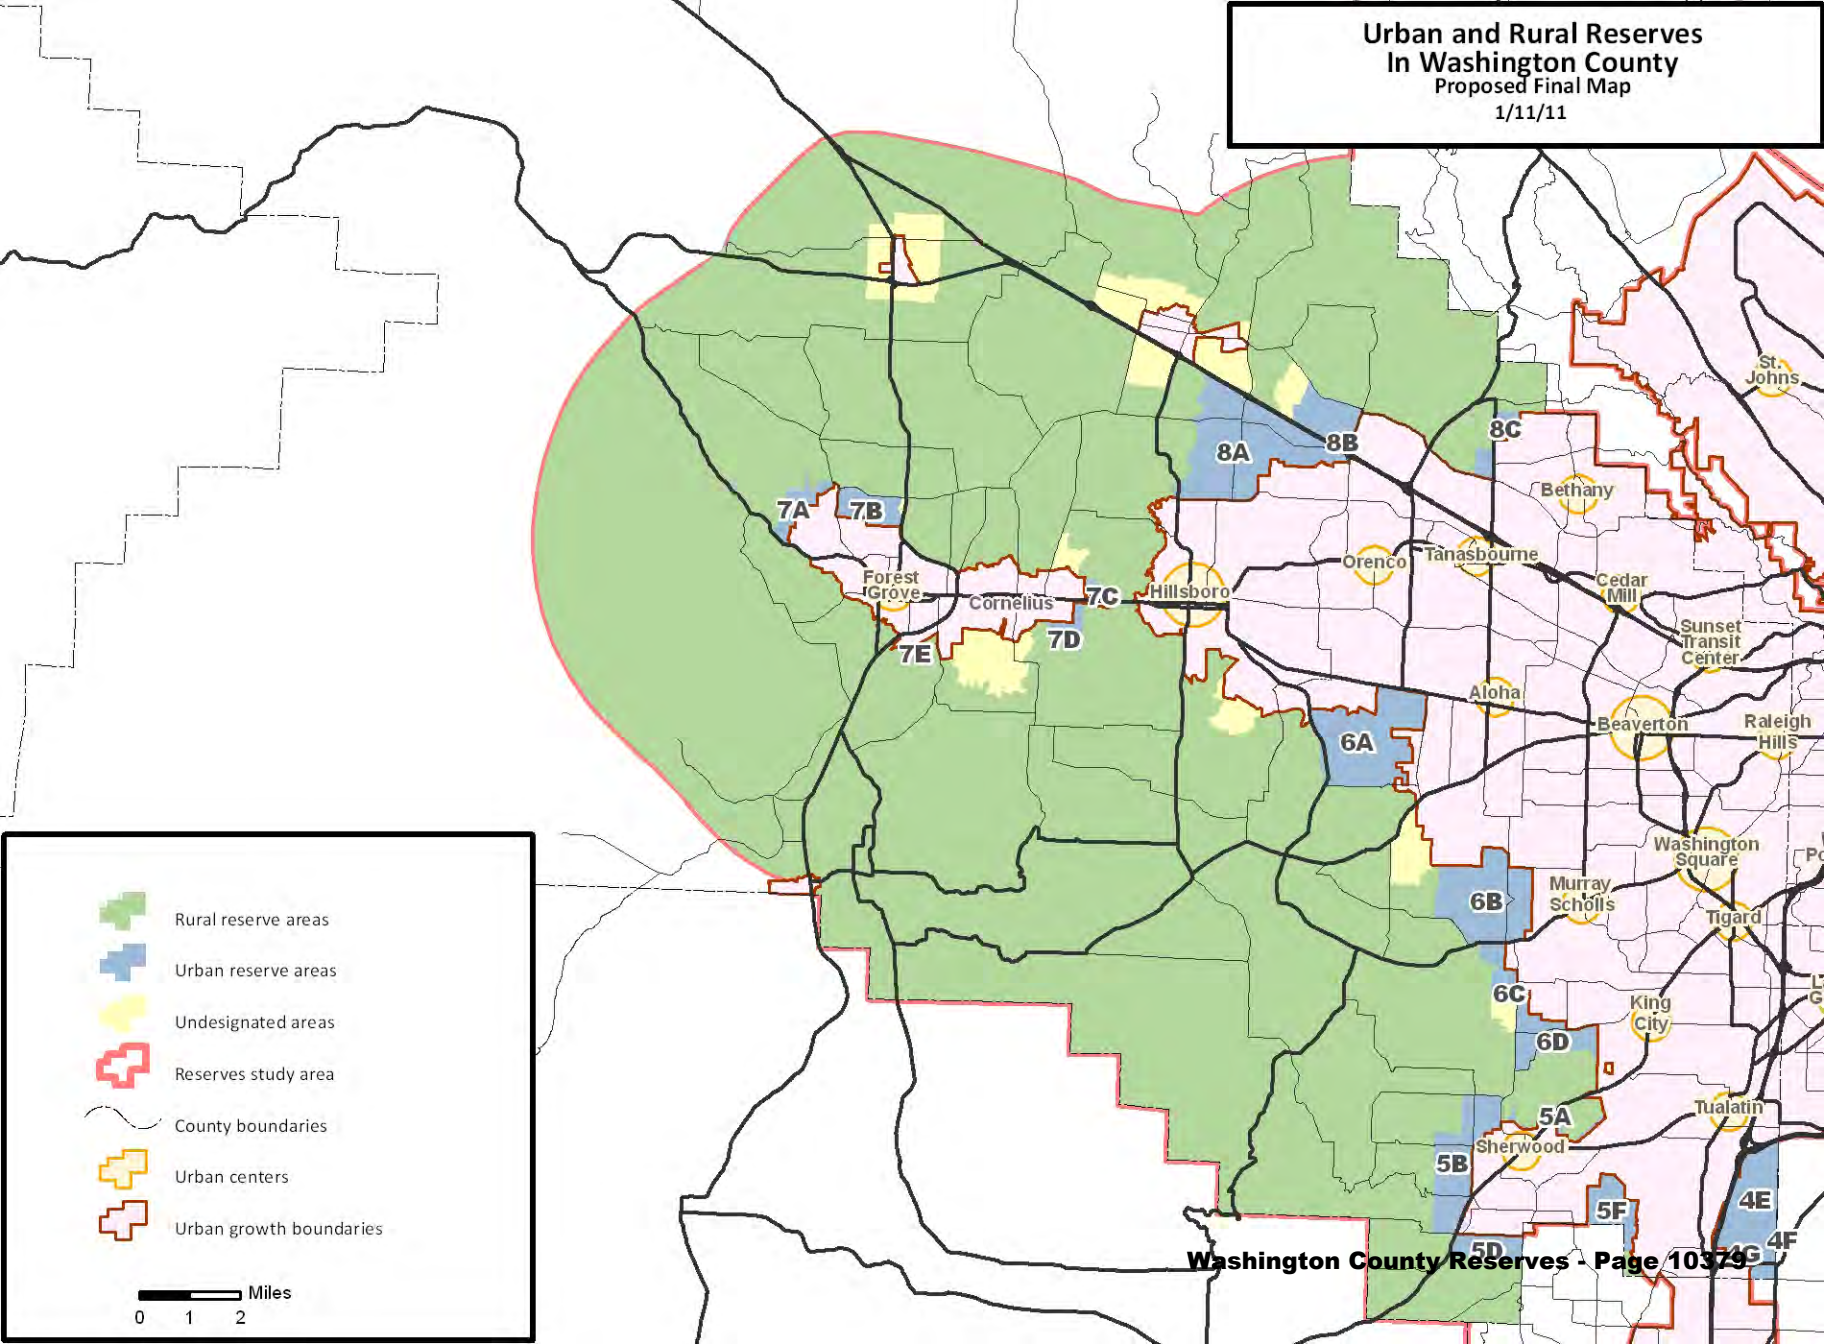 Urban and Rural Reserves
In Washington County
Proposed Final Map
1/11/11
St.
Johns
8C
8B
8A
Bethany
7A
7B
Tanasbourne
Orenco
Forest
Grove
Cedar
Mill
Hillsboro
7C
Cornelius
Sunset
Transit
Center
7D
7E
Aloha
Beaverton
Raleigh
Hills
6A
Washington
Square
Murray
Scholls
6B
Tigard
6C
King
City
6D
Tualatin
5A
Sherwood
5B
4E
5F
4F
5D
4G
Washington County Reserves - Page 10379
Rural reserve areas
Urban reserve areas
Undesignated areas
Reserves study area
County boundaries
Urban centers
Urban growth boundaries
Miles
0 1 2